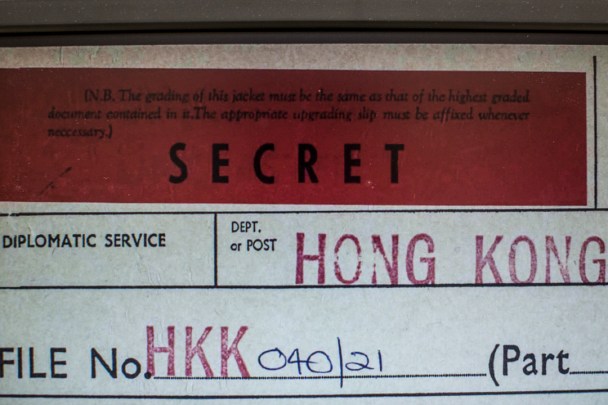 (N.B. The grading of this jacket must be the same as that of the highest graded
document contained in it.The appropriate upgrading slip must be affixed whenever
neccessary.)
SECRET
DIPLOMATIC SERVICE
DEPT.
or POST
HONG KONG
FILE No. HKK 040/21 (Part